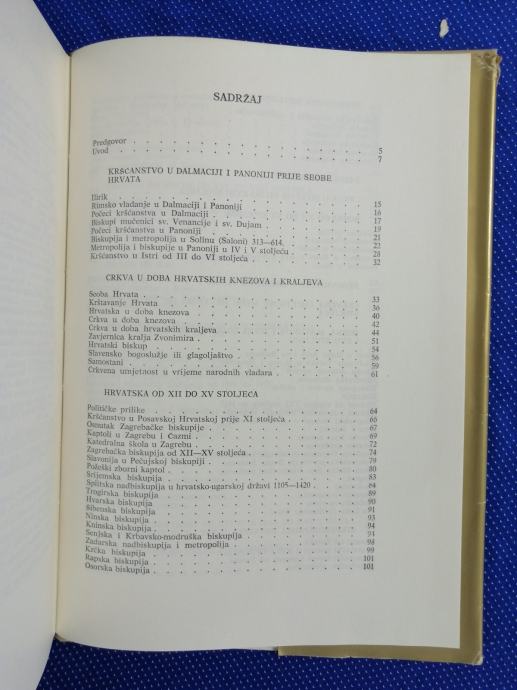 SADRŽAJ
Predgovor . . . . . . . . . . . . . . . . . . 5
Uvod . . . . . . . . . . . . . . . . . . 7
KRŠĆANSTVO U DALMACIJI I PANONIJI PRIJE SEOBE
HRVATA
Ilirik . . . . . . . . . . . . . . . . . . 15
Rimsko vladanje u Dalmaciji i Panoniji . . . . . . . . . 16
Počeci kršćanstva u Dalmaciji . . . . . . . . . . 17
Biskupi mučenici sv. Venancije i sv. Dujam . . . . . . . 19
Počeci kršćanstva u Panoniji . . . . . . . . . . 21
Biskupija i metropolija u Solinu (Saloni) 313—614. . . . . . . 22
Metropolija i biskupije u Panoniji u IV i V stoljeću . . . . . 28
Kršćanstvo u Istri od III do VI stoljeća . . . . . . . . 32
CRKVA U DOBA HRVATSKIH KNEZOVA I KRALJEVA
Seoba Hrvata . . . . . . . . . . . . . . . . 33
Krštavanje Hrvata . . . . . . . . . . . . . . 36
Hrvatska u doba knezova . . . . . . . . . . . . 40
Crkva u doba knezova . . . . . . . . . . . . . 42
Crkva u doba hrvatskih kraljeva . . . . . . . . . . 44
Zavjernica kralja Zvonimira . . . . . . . . . . . 51
Hrvatski biskup . . . . . . . . . . . . . . . 54
Slavensko bogoslužje ili glagoljaštvo . . . . . . . . . 56
Samostani . . . . . . . . . . . . . . . . . 59
Crkvena umjetnost u vrijeme narodnih vladara . . . . . . 61
HRVATSKA OD XII DO XV STOLJEĆA
Političke prilike . . . . . . . . . . . . . . . 64
Kršćanstvo u Posavskoj Hrvatskoj prije XI stoljeća . . . . . 66
Osnutak Zagrebačke biskupije . . . . . . . . . . 67
Kaptoli u Zagrebu i Čazmi . . . . . . . . . . . 69
Katedralna škola u Zagrebu . . . . . . . . . . . 72
Zagrebačka biskupija od XII—XV stoljeća . . . . . . . 74
Slavonija u Pečujskoj biskupiji . . . . . . . . . . 79
Požeški zborni kaptol . . . . . . . . . . . . . 80
Srijemska biskupija . . . . . . . . . . . . . . 83
Splitska nadbiskupija u hrvatsko-ugarskoj državi 1105—1420 . . . 84
Trogirska biskupija . . . . . . . . . . . . . . 89
Hvarska biskupija . . . . . . . . . . . . . . 90
Šibenska biskupija . . . . . . . . . . . . . . 91
Ninska biskupija . . . . . . . . . . . . . . . 93
Kninska biskupija . . . . . . . . . . . . . . 94
Senjska i Krbavsko-modruška biskupija . . . . . . . . 94
Zadarska nadbiskupija i metropolija . . . . . . . . . 98
Krčka biskupija . . . . . . . . . . . . . . . 99
Rapska biskupija . . . . . . . . . . . . . . . 101
Osorska biskupija . . . . . . . . . . . . . . 101